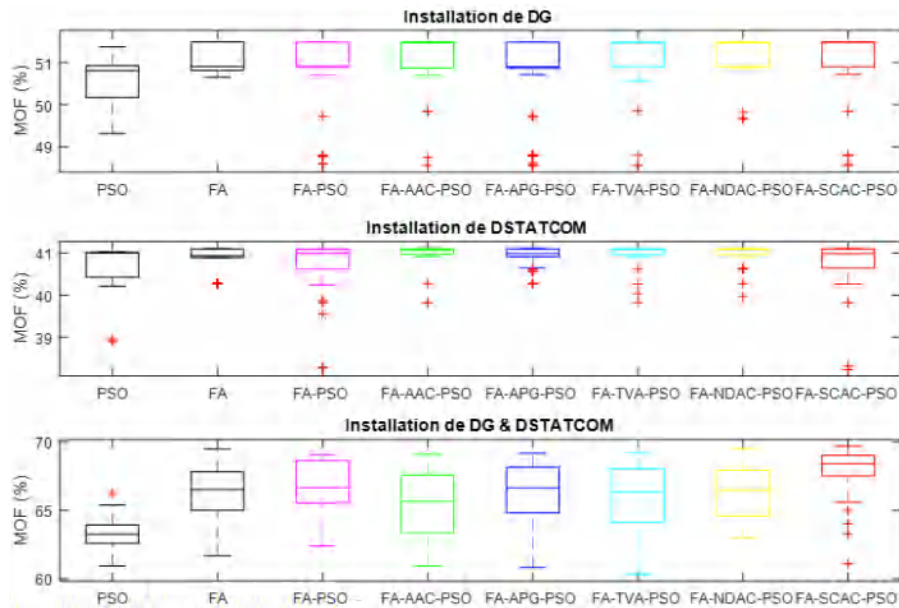 Installation de DG
MOF (%)
51
50
49
PSO FA FA-PSO FA-AAC-PSO FA-APG-PSO FA-TVA-PSO FA-NDAC-PSO FA-SCAC-PSO
Installation de DSTATCOM
MOF (%)
41
40
39
PSO FA FA-PSO FA-AAC-PSO FA-APG-PSO FA-TVA-PSO FA-NDAC-PSO FA-SCAC-PSO
Installation de DG & DSTATCOM
MOF (%)
70
65
60
PSO FA FA-PSO FA-AAC-PSO FA-APG-PSO FA-TVA-PSO FA-NDAC-PSO FA-SCAC-PSO